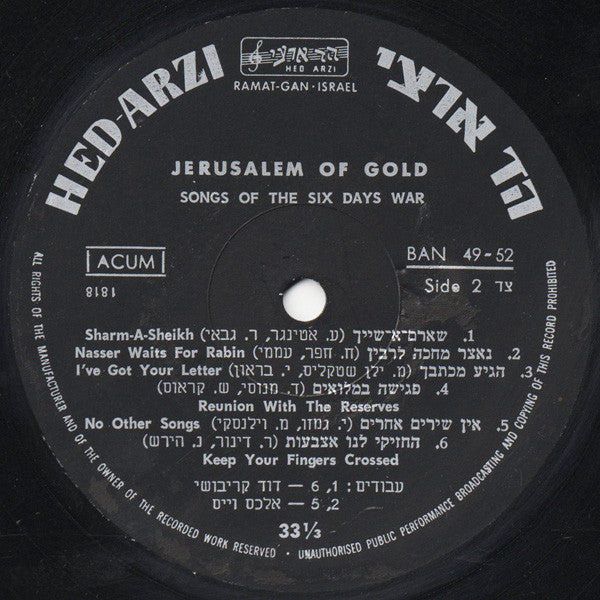 הד ארצי
HED ARZI
RAMAT-GAN · ISRAEL
HED-ARZI
הד ארצי
JERUSALEM OF GOLD
SONGS OF THE SIX DAYS WAR
ACUM
1818
BAN 49-52
Side 2 צד
1. שארם-א-שייך (ע. אטינגר, ר. גבאי) Sharm-A-Sheikh
2. נאצר מחכה לרבין (ח. חפר, עממי) Nasser Waits For Rabin
3. הגיע מכתבך (מ. ילן שטקליס, י. בראון) I've Got Your Letter
4. פגישה במלואים (ד. מנוסי, ש. קראוס)
Reunion With The Reserves
5. אין שירים אחרים (י. גמזו, מ. וילנסקי) No Other Songs
6. החזיקי לנו אצבעות (ר. דינור, נ. הירש)
Keep Your Fingers Crossed
עבודים: 1, 6 — דוד קריבושי
2, 5 — אלכס וייס
33 1/3
ALL RIGHTS OF THE MANUFACTURER AND OF THE OWNER OF THE RECORDED WORK RESERVED · UNAUTHORISED PUBLIC PERFORMANCE BROADCASTING AND COPYING OF THIS RECORD PROHIBITED